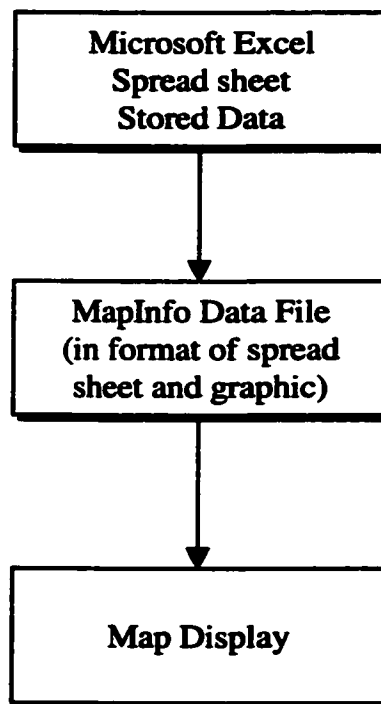 Microsoft Excel
Spread sheet
Stored Data
MapInfo Data File
(in format of spread
sheet and graphic)
Map Display